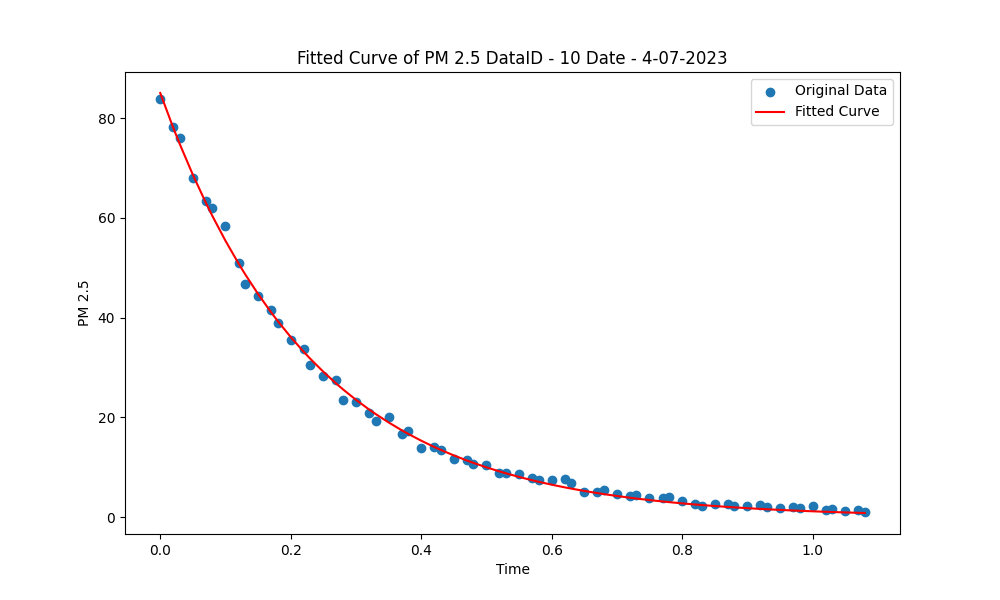 Fitted Curve of PM 2.5 DataID - 10 Date - 4-07-2023
Original Data
Fitted Curve
PM 2.5
80
60
40
20
0
0.0 0.2 0.4 0.6 0.8 1.0
Time